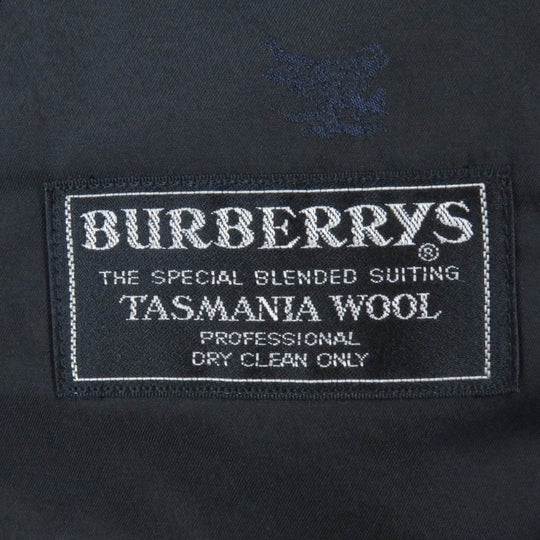 BURBERRYS®
THE SPECIAL BLENDED SUITING
TASMANIA WOOL
PROFESSIONAL
DRY CLEAN ONLY